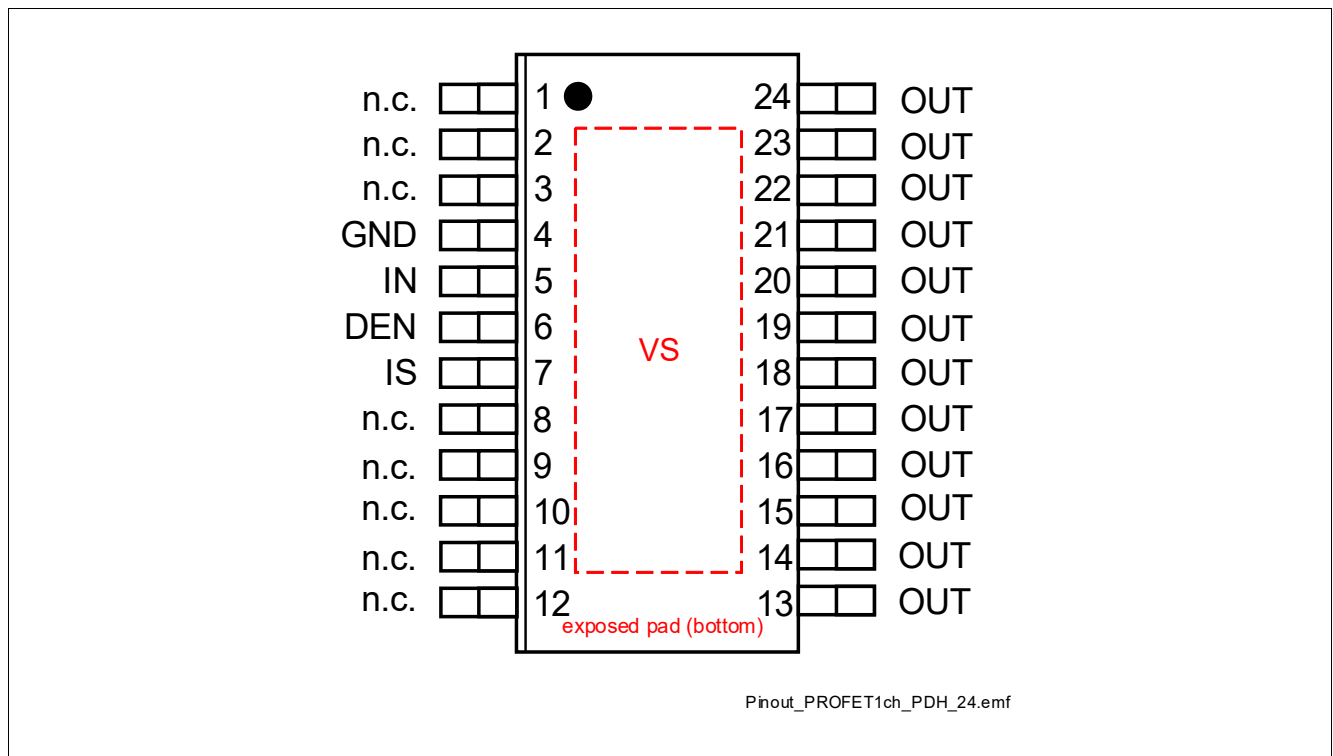 n.c. 1 24 OUT
n.c. 2 23 OUT
n.c. 3 22 OUT
GND 4 21 OUT
IN 5 20 OUT
DEN 6 19 OUT
VS
IS 7 18 OUT
n.c. 8 17 OUT
n.c. 9 16 OUT
n.c. 10 15 OUT
n.c. 11 14 OUT
n.c. 12 13 OUT
exposed pad (bottom)
Pinout_PROFET1ch_PDH_24.emf